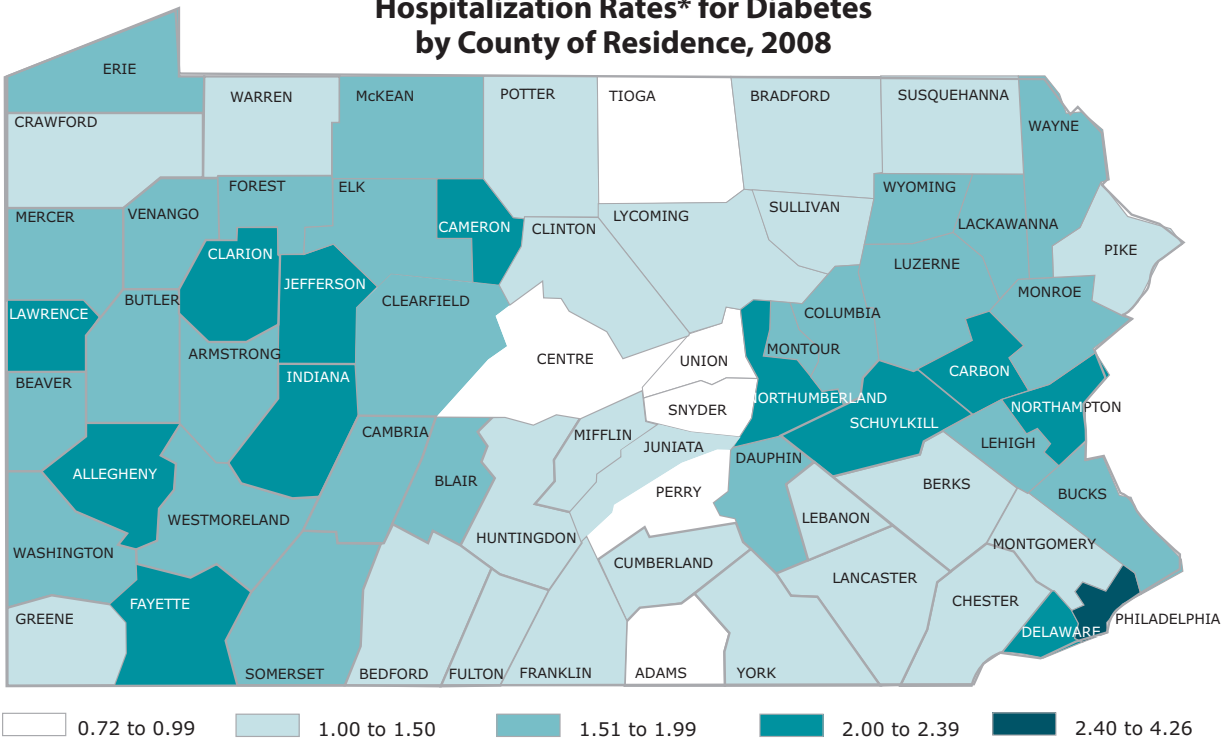 Hospitalization Rates* for Diabetes
by County of Residence, 2008
ERIE
WARREN
McKEAN
POTTER
TIOGA
BRADFORD
SUSQUEHANNA
CRAWFORD
WAYNE
FOREST
ELK
WYOMING
MERCER
VENANGO
LYCOMING
SULLIVAN
CAMERON
CLINTON
LACKAWANNA
CLARION
PIKE
LUZERNE
JEFFERSON
BUTLER
CLEARFIELD
MONROE
LAWRENCE
COLUMBIA
ARMSTRONG
CENTRE
UNION
MONTOUR
CARBON
INDIANA
BEAVER
NORTHUMBERLAND
SNYDER
NORTHAMPTON
SCHUYLKILL
CAMBRIA
MIFFLIN
JUNIATA
LEHIGH
DAUPHIN
ALLEGHENY
BLAIR
BERKS
PERRY
BUCKS
WESTMORELAND
LEBANON
HUNTINGDON
MONTGOMERY
WASHINGTON
CUMBERLAND
LANCASTER
FAYETTE
CHESTER
GREENE
PHILADELPHIA
DELAWARE
SOMERSET
BEDFORD
FULTON
FRANKLIN
ADAMS
YORK
0.72 to 0.99
1.00 to 1.50
1.51 to 1.99
2.00 to 2.39
2.40 to 4.26